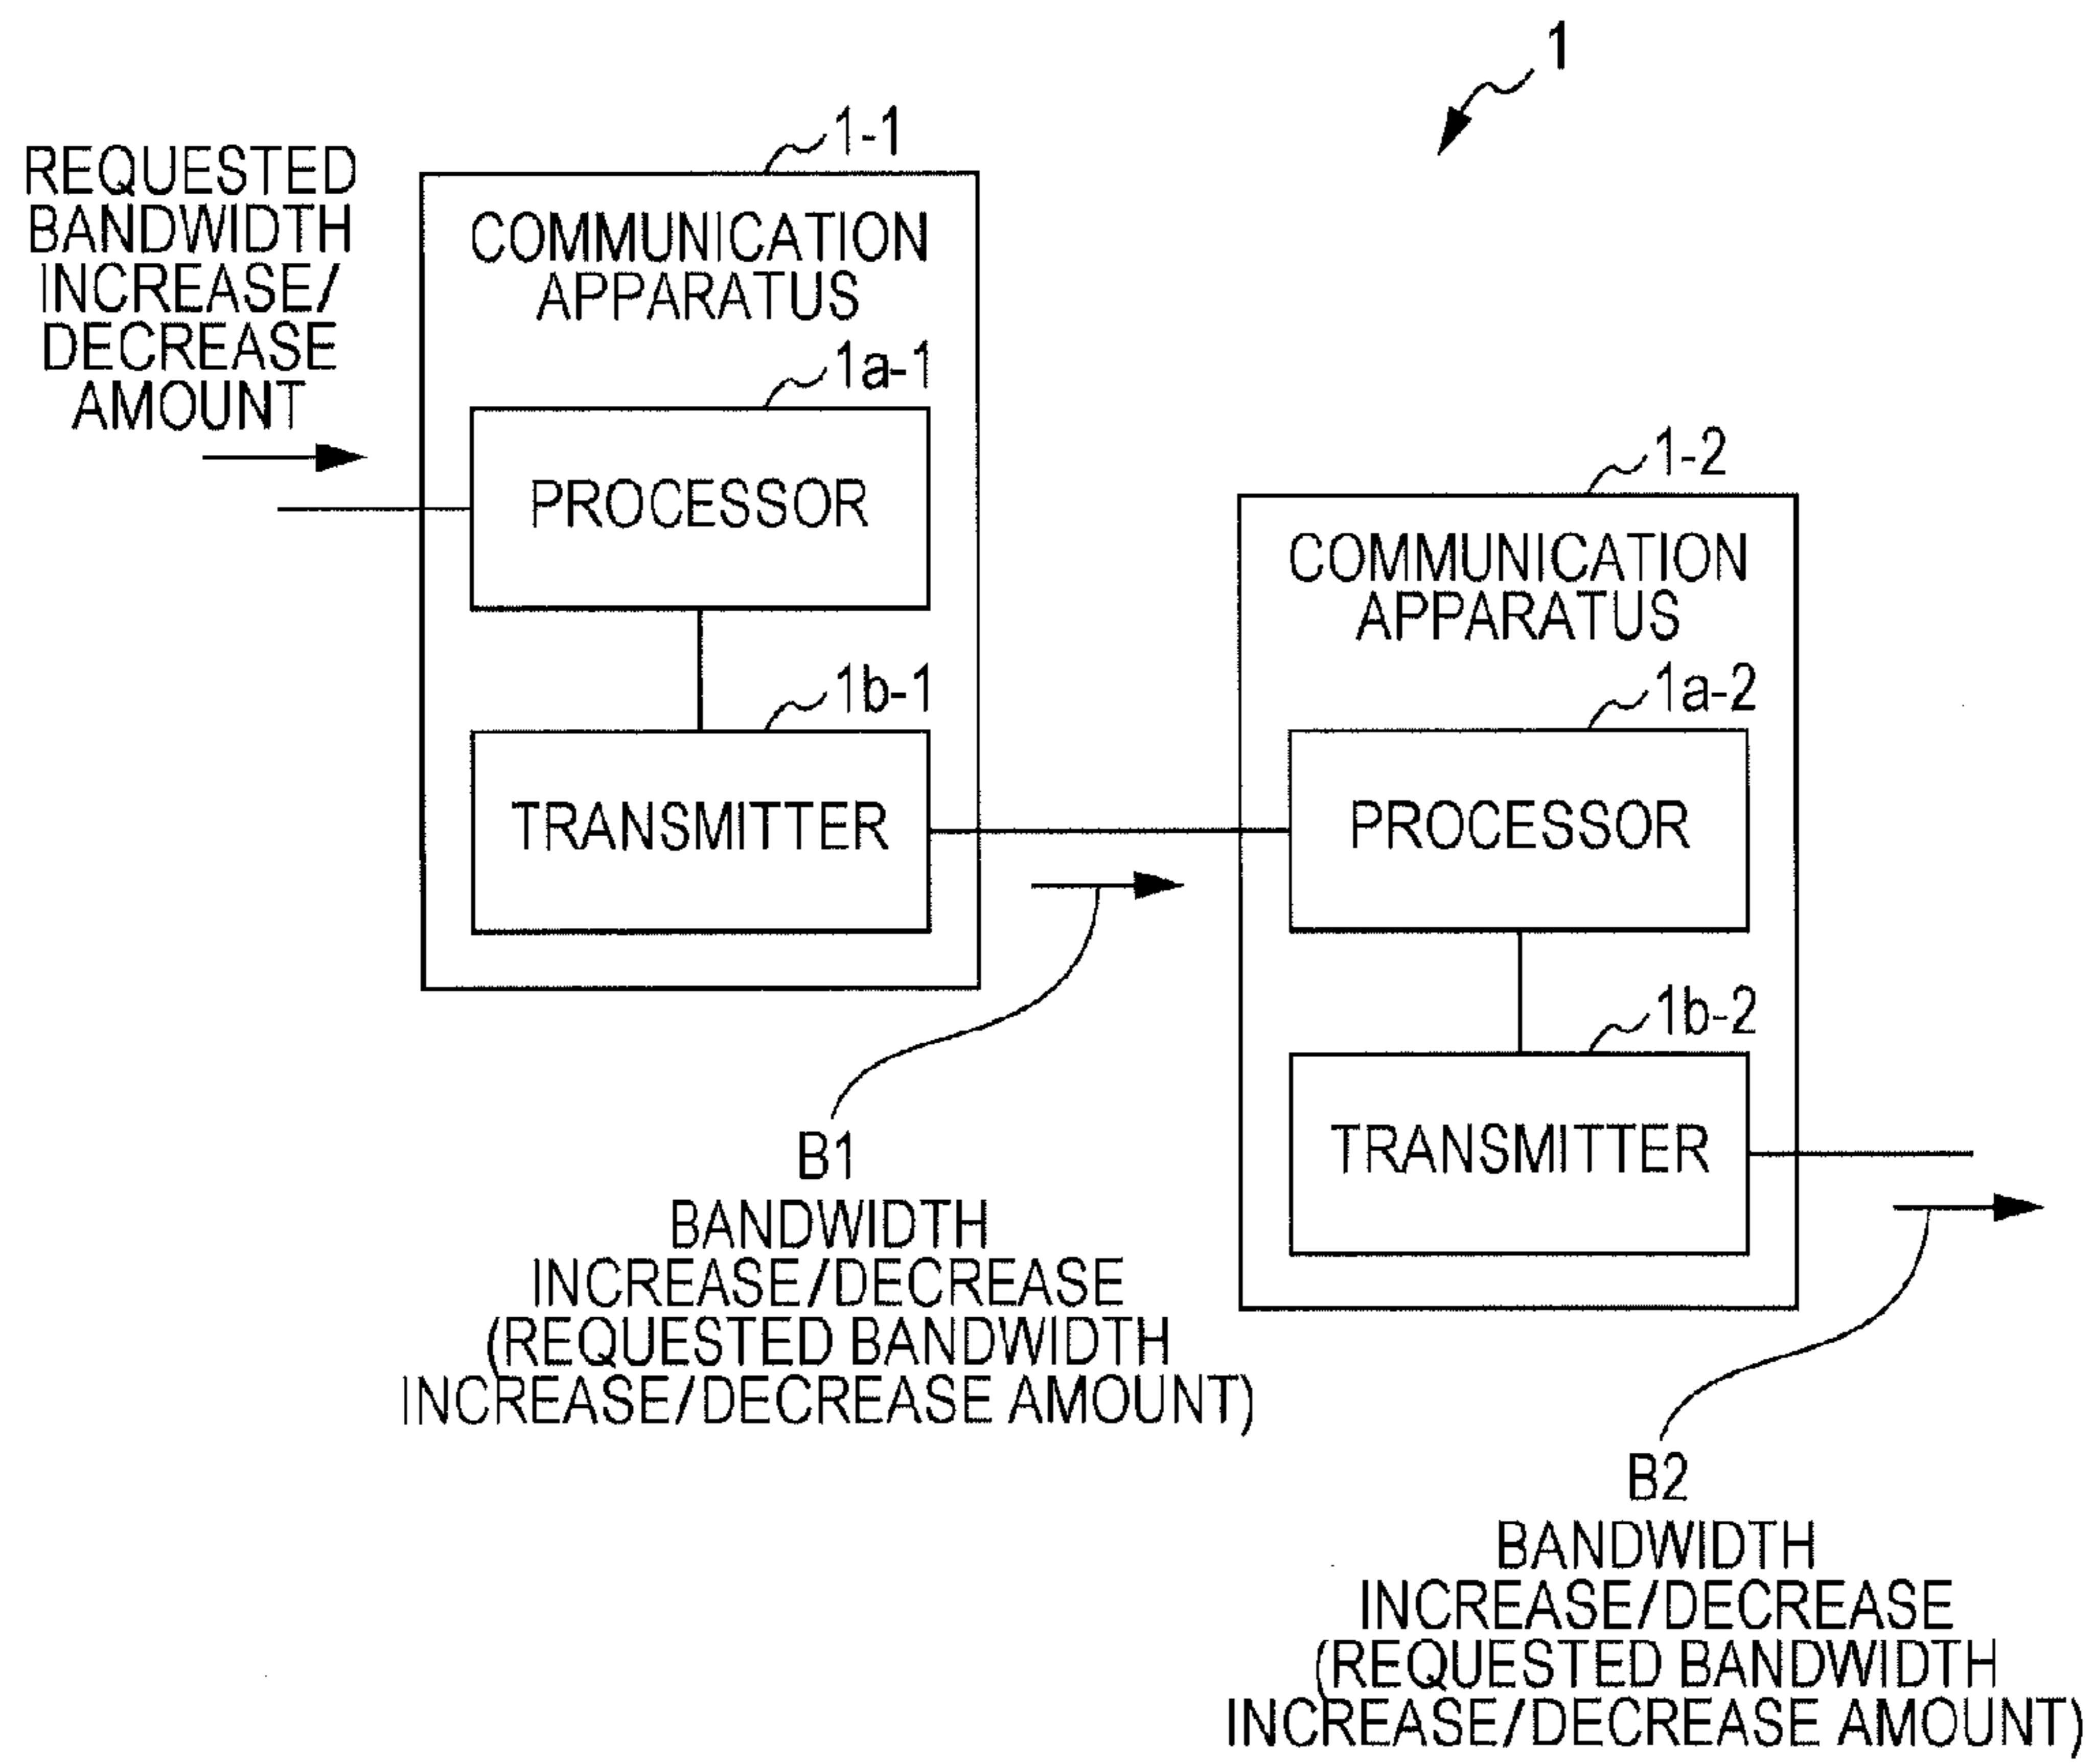 1
1-1
REQUESTED
BANDWIDTH
INCREASE/
DECREASE
AMOUNT
COMMUNICATION
APPARATUS
1a-1
PROCESSOR
1b-1
TRANSMITTER
1-2
COMMUNICATION
APPARATUS
1a-2
PROCESSOR
1b-2
TRANSMITTER
B1
BANDWIDTH
INCREASE/DECREASE
(REQUESTED BANDWIDTH
INCREASE/DECREASE AMOUNT)
B2
BANDWIDTH
INCREASE/DECREASE
(REQUESTED BANDWIDTH
INCREASE/DECREASE AMOUNT)